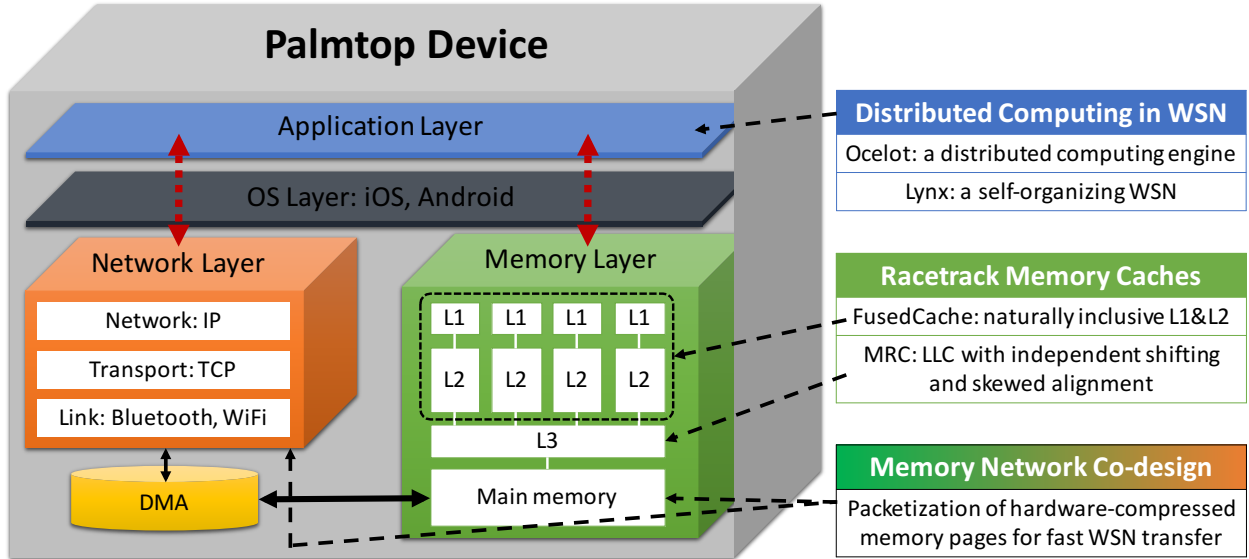 Palmtop Device
Application Layer
OS Layer: iOS, Android
Network Layer
Network: IP
Transport: TCP
Link: Bluetooth, WiFi
DMA
Memory Layer
L1 L1 L1 L1
L2 L2 L2 L2
L3
Main memory
Distributed Computing in WSN
Ocelot: a distributed computing engine
Lynx: a self-organizing WSN
Racetrack Memory Caches
FusedCache: naturally inclusive L1&L2
MRC: LLC with independent shifting
and skewed alignment
Memory Network Co-design
Packetization of hardware-compressed
memory pages for fast WSN transfer